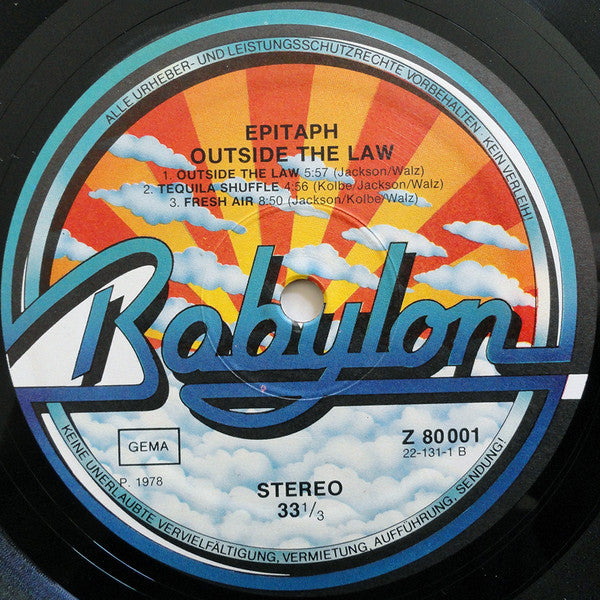 ALLE URHEBER- UND LEISTUNGSSCHUTZRECHTE VORBEHALTEN · KEIN VERLEIH!
EPITAPH
OUTSIDE THE LAW
1. OUTSIDE THE LAW 5:57 (Jackson/Walz)
2. TEQUILA SHUFFLE 4:56 (Kolbe/Jackson/Walz)
3. FRESH AIR 8:50 (Jackson/Kolbe/Walz)
Babylon
GEMA
Z 80 001
22-131-1 B
P. 1978
STEREO
33 1/3
KEINE UNERLAUBTE VERVIELFÄLTIGUNG, VERMIETUNG, AUFFÜHRUNG, SENDUNG!